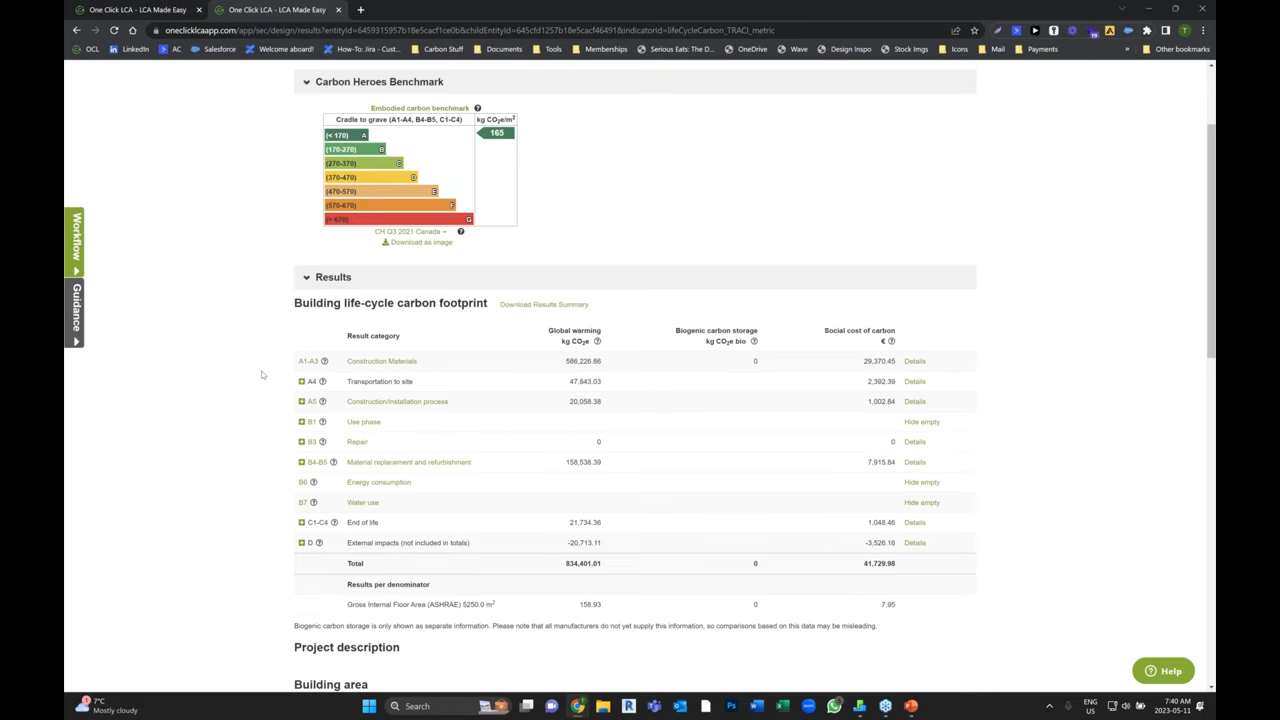 One Click LCA - LCA Made Easy
One Click LCA - LCA Made Easy
oneclicklcaapp.com/app/sec/design/results?entityId=6459315957b18e5cacf1ce0b&childEntityId=645cfd1257b18e5cacf46491&indicatorId=lifeCycleCarbon_TRACI_metric
OCL LinkedIn AC Salesforce Welcome aboard! How-To: Jira - Cust... Carbon Stuff Documents Tools Memberships Serious Eats: The D... OneDrive Wave Design Inspo Stock Imgs Icons Mail Payments » Other bookmarks
Carbon Heroes Benchmark
Embodied carbon benchmark
Cradle to grave (A1-A4, B4-B5, C1-C4) kg CO₂e/m²
(< 170) A 165
(170-270) B
(270-370) C
(370-470) D
(470-570) E
(570-670) F
(> 670) G
CH Q3 2021 Canada
Download as image
Workflow
Guidance
Results
Building life-cycle carbon footprint Download Results Summary
Result category Global warming kg CO₂e Biogenic carbon storage kg CO₂e bio Social cost of carbon €
A1-A3 Construction Materials 586,226.86 0 29,370.45 Details
A4 Transportation to site 47,843.03 2,392.39 Details
A5 Construction/installation process 20,058.38 1,002.84 Details
B1 Use phase Hide empty
B3 Repair 0 0 Details
B4-B5 Material replacement and refurbishment 158,538.39 7,915.84 Details
B6 Energy consumption Hide empty
B7 Water use Hide empty
C1-C4 End of life 21,734.36 1,048.46 Details
D External impacts (not included in totals) -20,713.11 -3,526.16 Details
Total 834,401.01 0 41,729.98
Results per denominator
Gross Internal Floor Area (ASHRAE) 5250.0 m² 158.93 0 7.95
Biogenic carbon storage is only shown as separate information. Please note that all manufacturers do not yet supply this information, so comparisons based on this data may be misleading.
Project description
Building area
Help
7°C
Mostly cloudy
Search
ENG
US
7:40 AM
2023-05-11